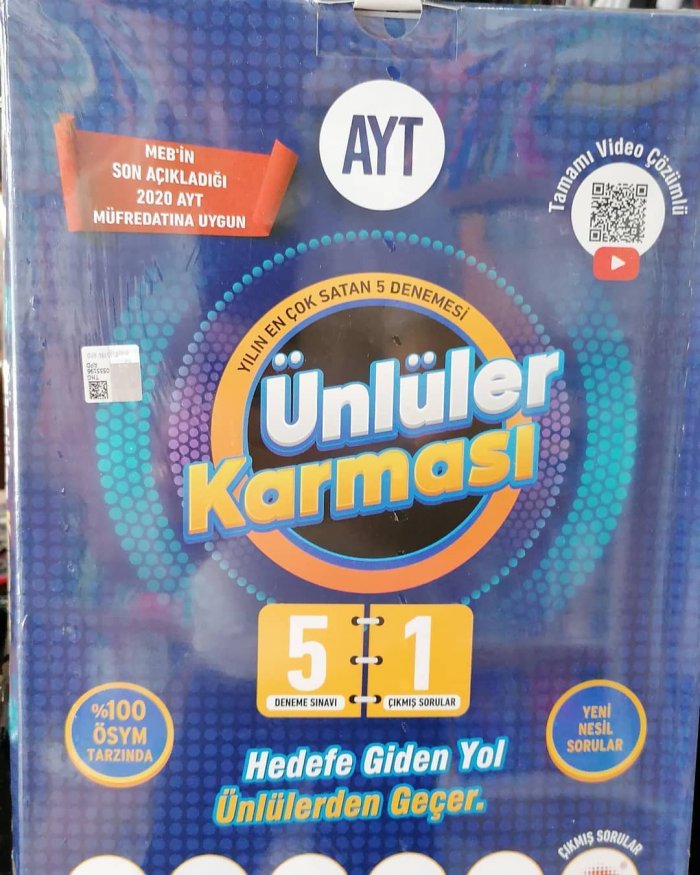 AYT
MEB'İN
SON AÇIKLADIĞI
2020 AYT
MÜFREDATINA UYGUN
Tamamı Video Çözümlü
YILIN EN ÇOK SATAN 5 DENEMESİ
Ünlüler
Karması
5
DENEME SINAVI
1
ÇIKMIŞ SORULAR
%100
ÖSYM
TARZINDA
YENİ
NESİL
SORULAR
Hedefe Giden Yol
Ünlülerden Geçer.
ÇIKMIŞ SORULAR